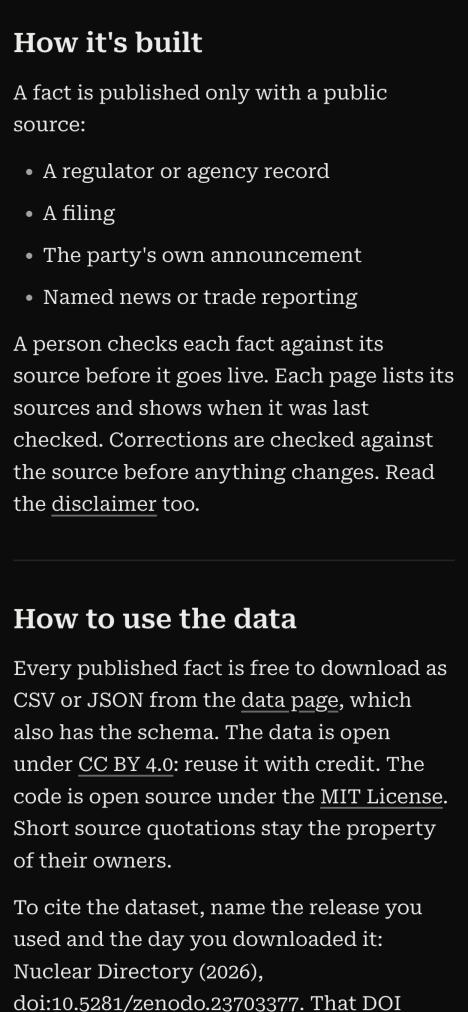 How it's built
A fact is published only with a public
source:
• A regulator or agency record
• A filing
• The party's own announcement
• Named news or trade reporting
A person checks each fact against its
source before it goes live. Each page lists its
sources and shows when it was last
checked. Corrections are checked against
the source before anything changes. Read
the disclaimer too.
How to use the data
Every published fact is free to download as
CSV or JSON from the data page, which
also has the schema. The data is open
under CC BY 4.0: reuse it with credit. The
code is open source under the MIT License.
Short source quotations stay the property
of their owners.
To cite the dataset, name the release you
used and the day you downloaded it:
Nuclear Directory (2026),
doi:10.5281/zenodo.23703377. That DOI